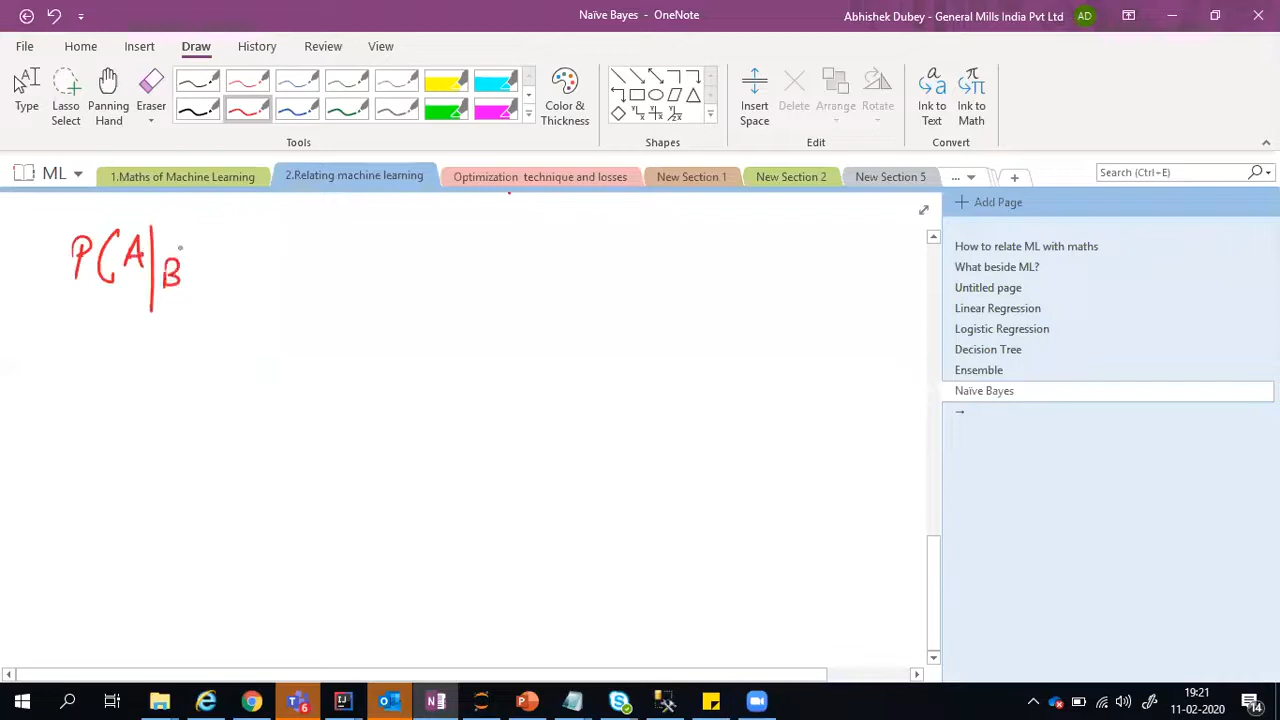 Naïve Bayes - OneNote
Abhishek Dubey - General Mills India Pvt Ltd AD
File Home Insert Draw History Review View
Type Lasso Select Panning Hand Eraser Color & Thickness Insert Space Delete Arrange Rotate Ink to Text Ink to Math
Tools Shapes Edit Convert
ML 1.Maths of Machine Learning 2.Relating machine learning Optimization technique and losses New Section 1 New Section 2 New Section 5 ... Search (Ctrl+E)
Add Page
P(A|B
How to relate ML with maths
What beside ML?
Untitled page
Linear Regression
Logistic Regression
Decision Tree
Ensemble
Naïve Bayes
→
19:21
11-02-2020